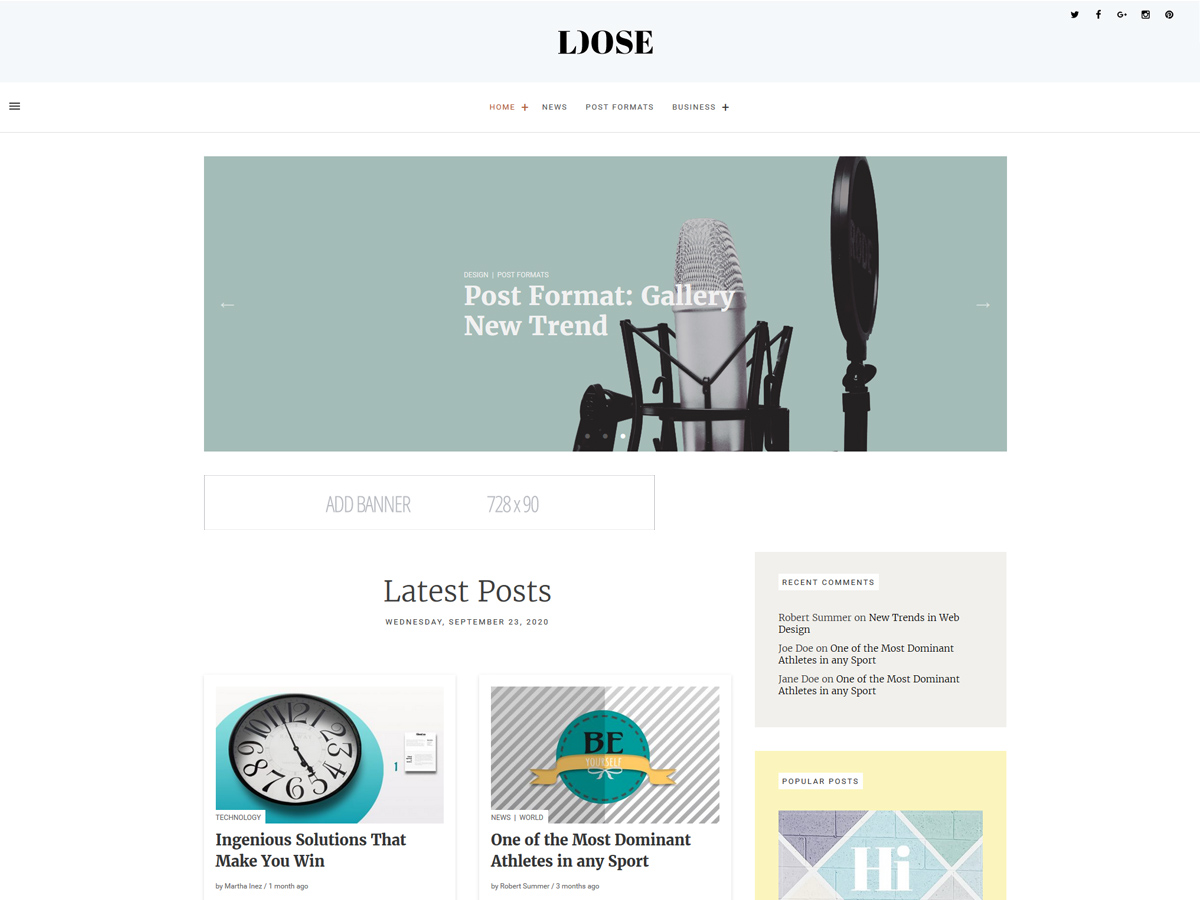 LOOSE
HOME + NEWS POST FORMATS BUSINESS +
DESIGN | POST FORMATS
Post Format: Gallery
New Trend
ADD BANNER 728 x 90
Latest Posts
WEDNESDAY, SEPTEMBER 23, 2020
TECHNOLOGY
Ingenious Solutions That
Make You Win
by Martha Inez / 1 month ago
BE
YOURSELF
NEWS | WORLD
One of the Most Dominant
Athletes in any Sport
by Robert Summer / 3 months ago
RECENT COMMENTS
Robert Summer on New Trends in Web
Design
Joe Doe on One of the Most Dominant
Athletes in any Sport
Jane Doe on One of the Most Dominant
Athletes in any Sport
POPULAR POSTS
Hi